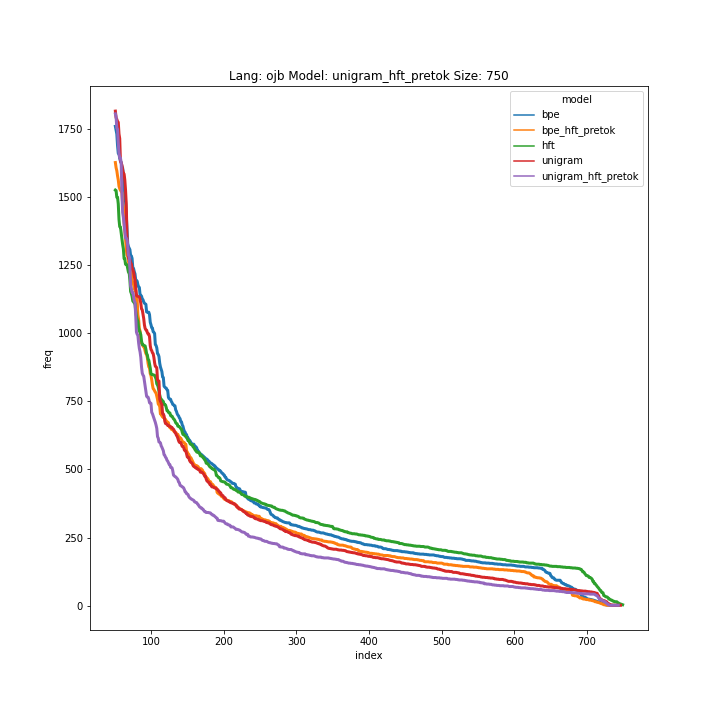 Lang: ojb Model: unigram_hft_pretok Size: 750
model
bpe
bpe_hft_pretok
hft
unigram
unigram_hft_pretok
freq
1750
1500
1250
1000
750
500
250
0
100 200 300 400 500 600 700
index